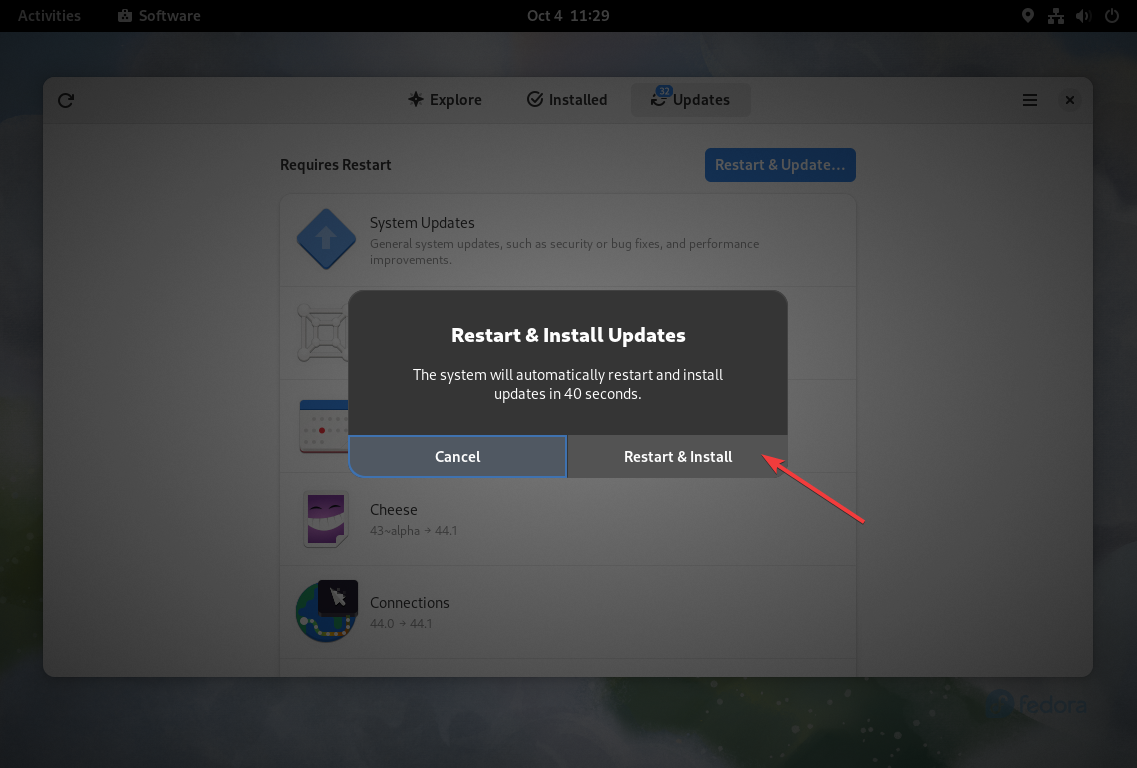 Activities
Software
Oct 4 11:29
Explore
Installed
32
Updates
Requires Restart
Restart & Update...
System Updates
General system updates, such as security or bug fixes, and performance
improvements.
Restart & Install Updates
The system will automatically restart and install
updates in 40 seconds.
Cancel
Restart & Install
Cheese
43~alpha → 44.1
Connections
44.0 → 44.1
fedora